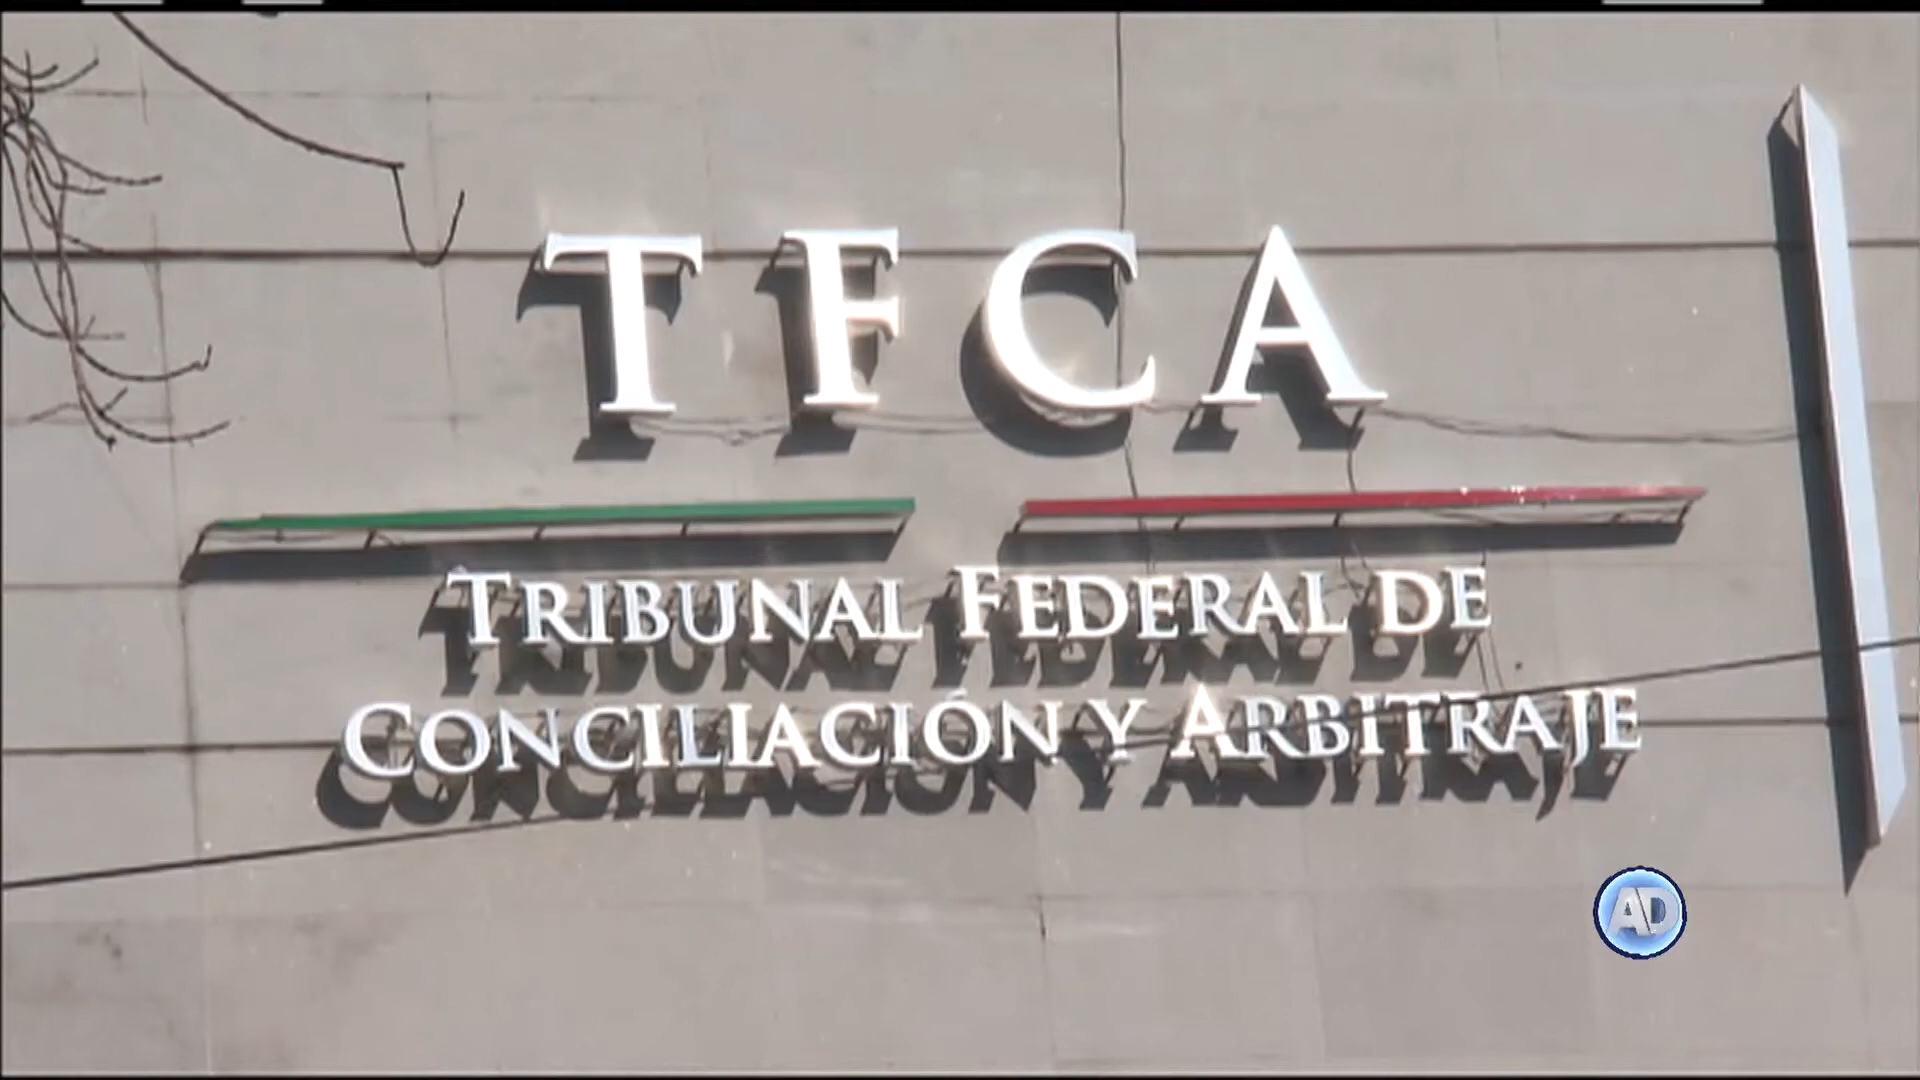 TFCA
TRIBUNAL FEDERAL DE
CONCILIACIÓN Y ARBITRAJE
AD